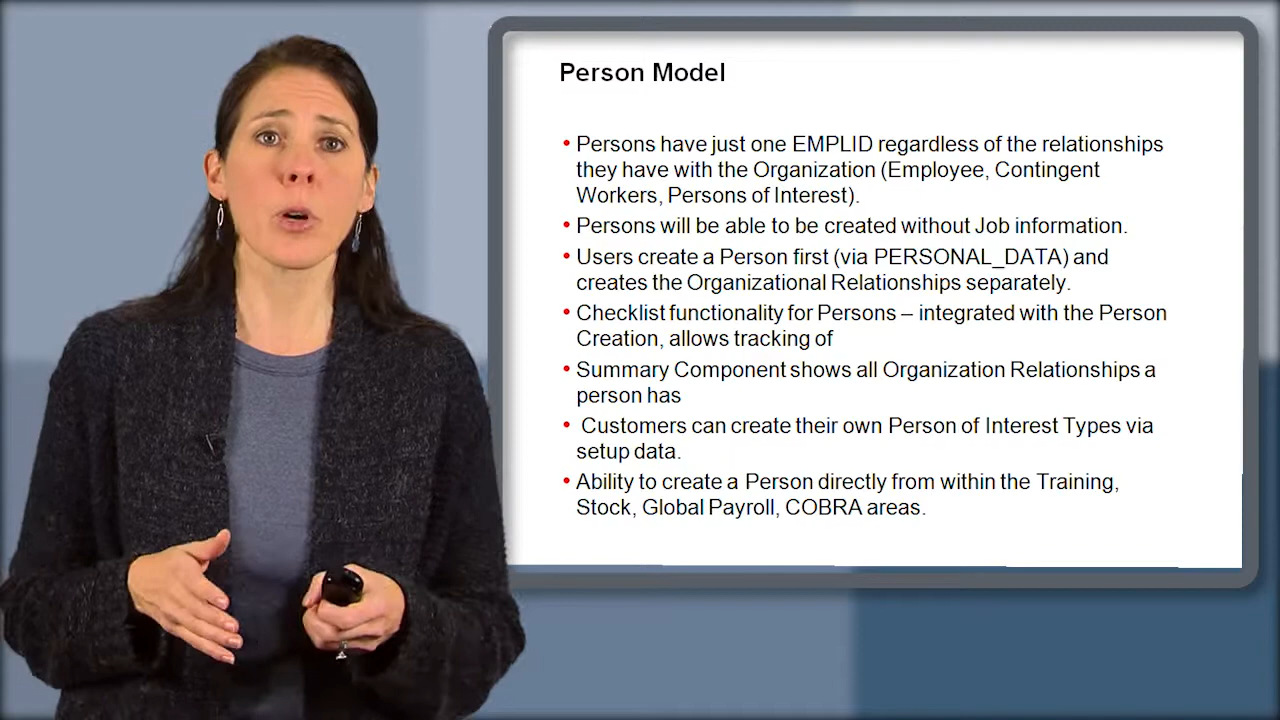 Person Model
• Persons have just one EMPLID regardless of the relationships
they have with the Organization (Employee, Contingent
Workers, Persons of Interest).
• Persons will be able to be created without Job information.
• Users create a Person first (via PERSONAL_DATA) and
creates the Organizational Relationships separately.
• Checklist functionality for Persons – integrated with the Person
Creation, allows tracking of
• Summary Component shows all Organization Relationships a
person has
• Customers can create their own Person of Interest Types via
setup data.
• Ability to create a Person directly from within the Training,
Stock, Global Payroll, COBRA areas.